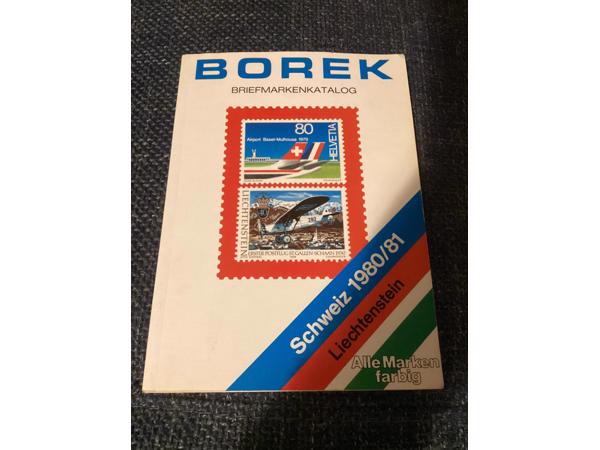 BOREK
BRIEFMARKENKATALOG
80
Airport Basel-Mulhouse 1979
HELVETIA
LIECHTENSTEIN
ERSTER POSTFLUG ST.GALLEN-SCHAAN 1930
Schweiz 1980/81
Liechtenstein
Alle Marken
farbig